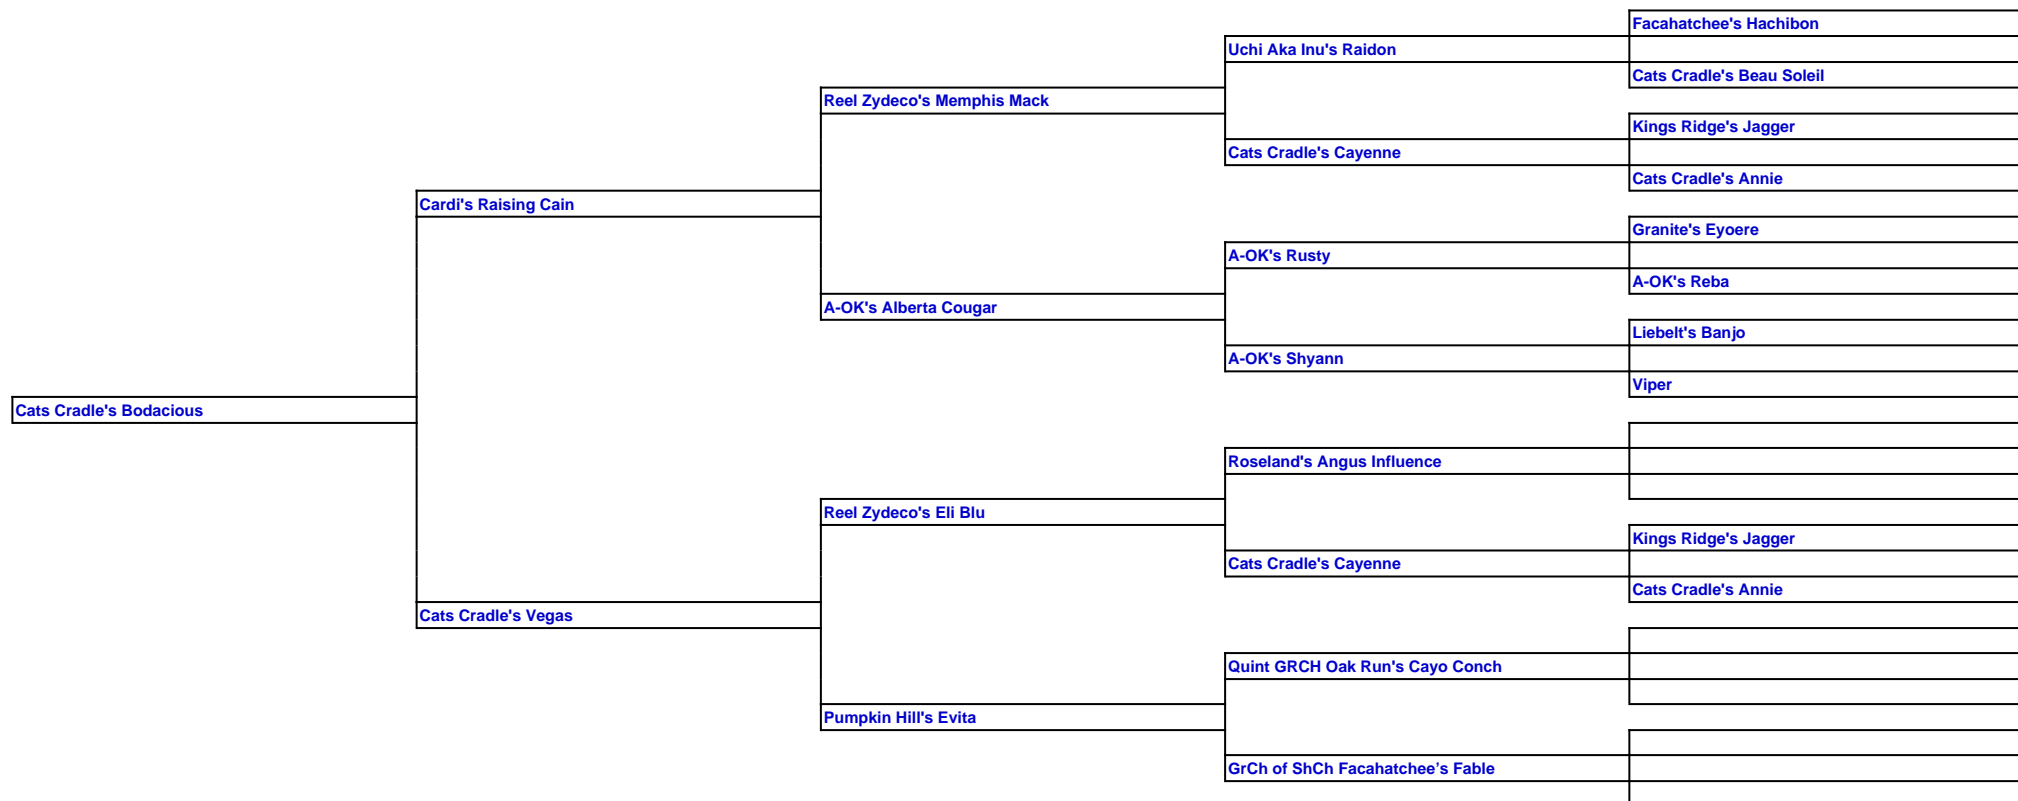 Facahatchee's Hachibon
Uchi Aka Inu's Raidon
Cats Cradle's Beau Soleil
Reel Zydeco's Memphis Mack
Kings Ridge's Jagger
Cats Cradle's Cayenne
Cats Cradle's Annie
Cardi's Raising Cain
Granite's Eyoere
A-OK's Rusty
A-OK's Reba
A-OK's Alberta Cougar
Liebelt's Banjo
A-OK's Shyann
Viper
Cats Cradle's Bodacious
Roseland's Angus Influence
Reel Zydeco's Eli Blu
Kings Ridge's Jagger
Cats Cradle's Cayenne
Cats Cradle's Annie
Cats Cradle's Vegas
Quint GRCH Oak Run's Cayo Conch
Pumpkin Hill's Evita
GrCh of ShCh Facahatchee’s Fable